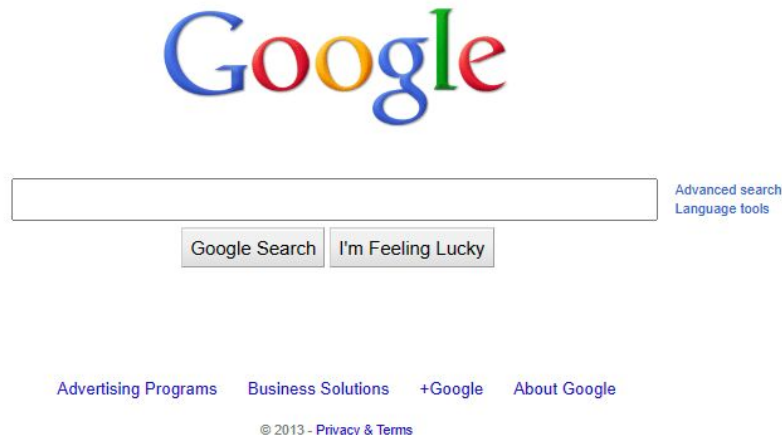 Google
Advanced search
Language tools
Google Search I'm Feeling Lucky
Advertising Programs Business Solutions +Google About Google
© 2013 - Privacy & Terms